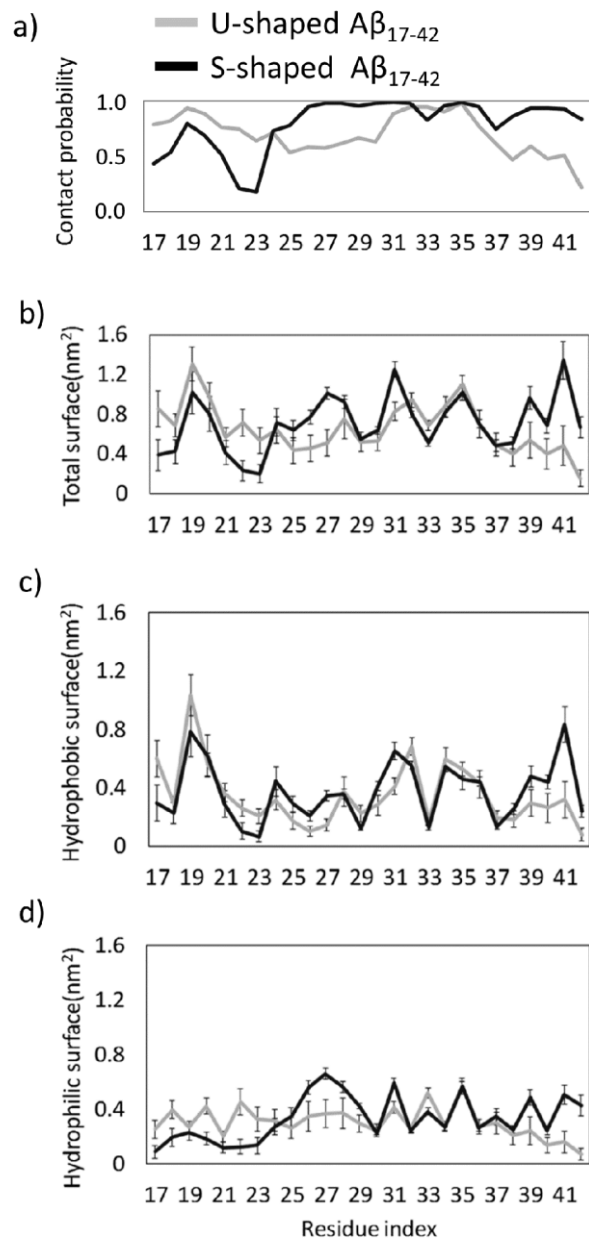 a)
U-shaped Aβ17-42
S-shaped Aβ17-42
Contact probability
1.0
0.5
0.0
17 19 21 23 25 27 29 31 33 35 37 39 41
b)
Total surface(nm²)
1.6
1.2
0.8
0.4
0
17 19 21 23 25 27 29 31 33 35 37 39 41
c)
Hydrophobic surface(nm²)
1.6
1.2
0.8
0.4
0
17 19 21 23 25 27 29 31 33 35 37 39 41
d)
Hydrophilic surface(nm²)
1.6
1.2
0.8
0.4
0
17 19 21 23 25 27 29 31 33 35 37 39 41
Residue index